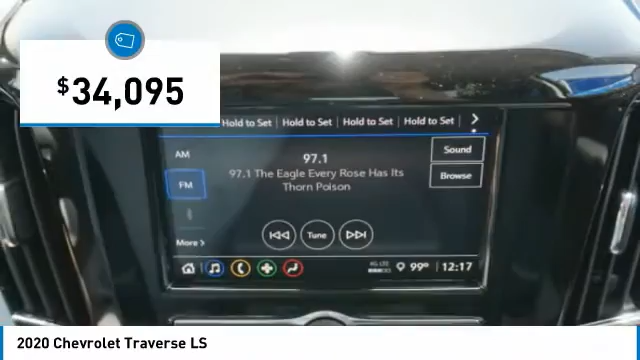 $34,095
Hold to Set Hold to Set Hold to Set Hold to Set
AM
FM
More
97.1
97.1 The Eagle Every Rose Has Its
Thorn Poison
Sound
Browse
Tune
4G LTE 99° 12:17
2020 Chevrolet Traverse LS